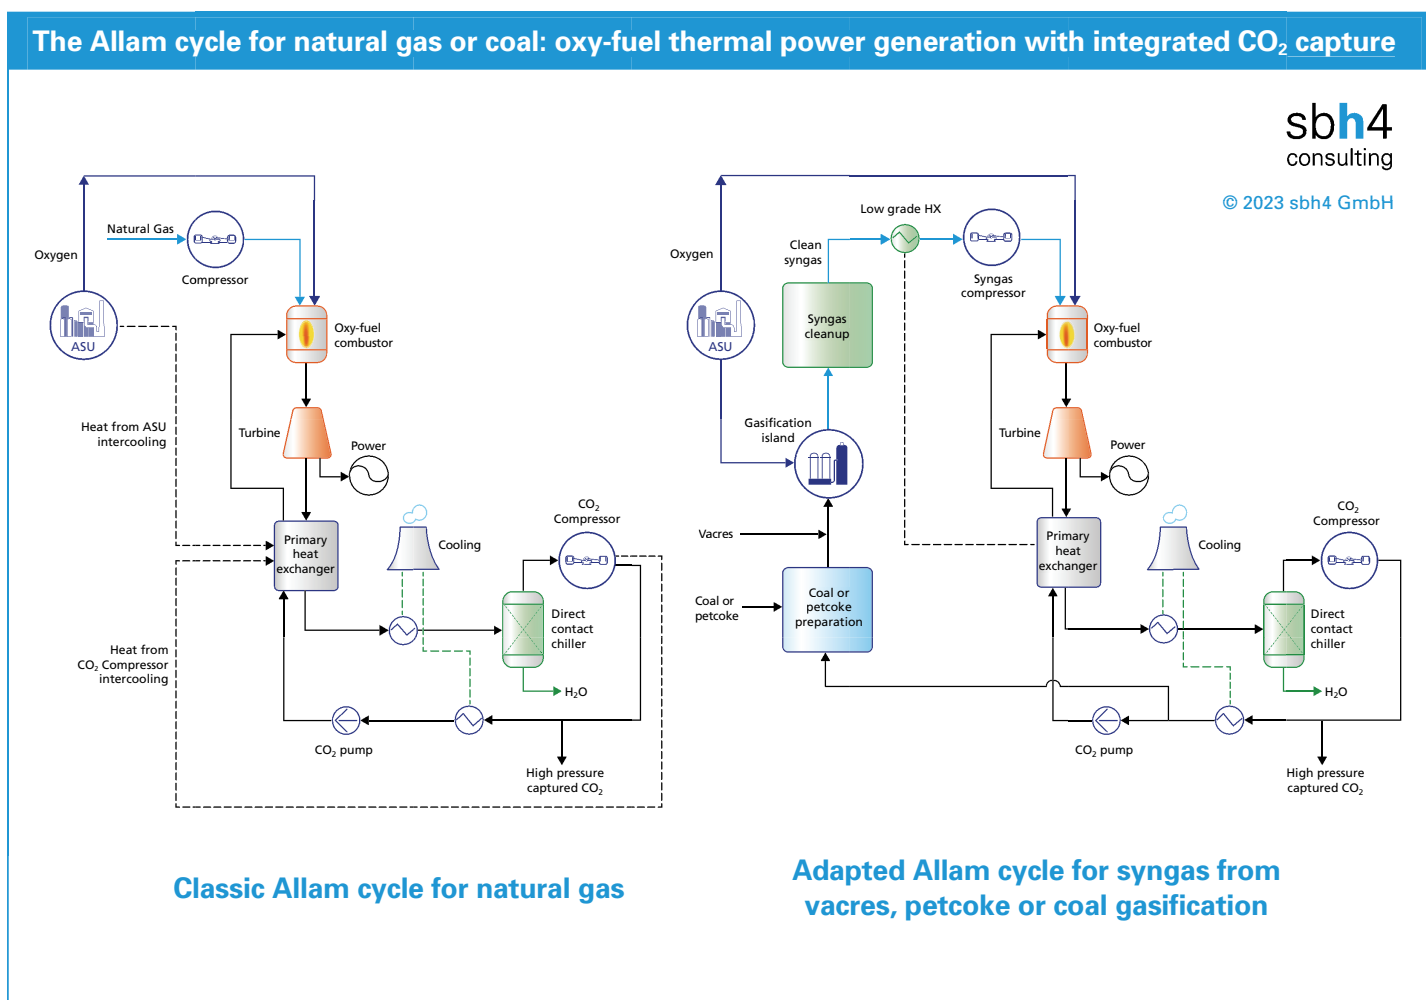 The Allam cycle for natural gas or coal: oxy-fuel thermal power generation with integrated CO₂ capture
sbh4
consulting
© 2023 sbh4 GmbH
Natural Gas
Oxygen
Compressor
ASU
Oxy-fuel
combustor
Heat from ASU
intercooling
Turbine
Power
CO₂
Compressor
Primary
heat
exchanger
Cooling
Direct
contact
chiller
Heat from
CO₂ Compressor
intercooling
H₂O
CO₂ pump
High pressure
captured CO₂
Classic Allam cycle for natural gas
Low grade HX
Clean
syngas
Oxygen
Syngas
compressor
Syngas
cleanup
ASU
Oxy-fuel
combustor
Gasification
island
Turbine
Power
CO₂
Compressor
Vacres
Primary
heat
exchanger
Cooling
Coal or
petcoke
Coal or
petcoke
preparation
Direct
contact
chiller
H₂O
CO₂ pump
High pressure
captured CO₂
Adapted Allam cycle for syngas from
vacres, petcoke or coal gasification